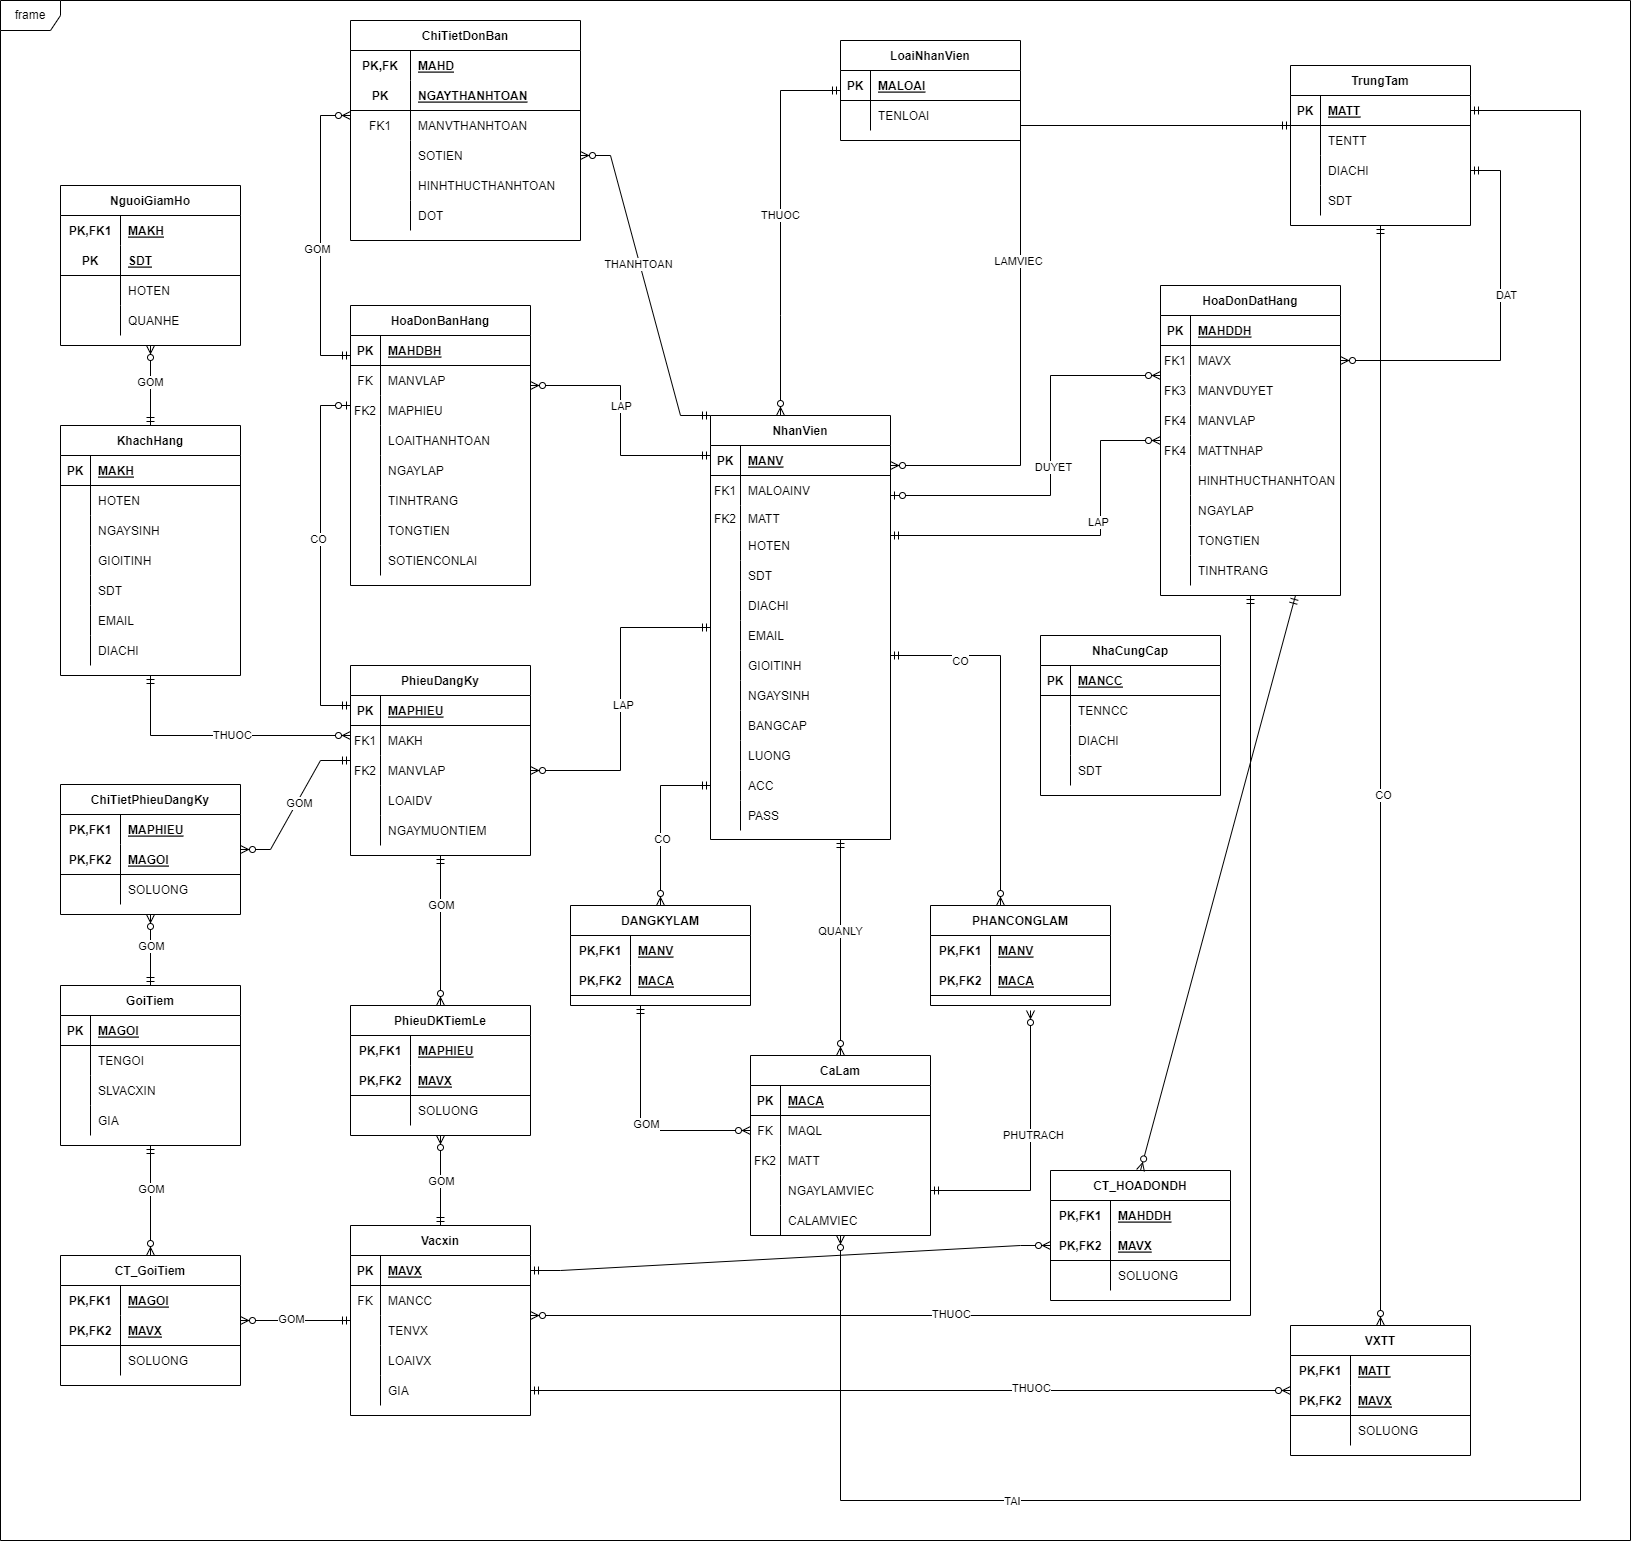 frame
ChiTietDonBan
PK,FK MAHD
PK NGAYTHANHTOAN
FK1 MANVTHANHTOAN
SOTIEN
HINHTHUCTHANHTOAN
DOT
LoaiNhanVien
PK MALOAI
TENLOAI
TrungTam
PK MATT
TENTT
DIACHI
SDT
NguoiGiamHo
PK,FK1 MAKH
PK SDT
HOTEN
QUANHE
GOM
THANHTOAN
THUOC
LAMVIEC
DAT
HoaDonBanHang
PK MAHDBH
FK MANVLAP
FK2 MAPHIEU
LOAITHANHTOAN
NGAYLAP
TINHTRANG
TONGTIEN
SOTIENCONLAI
HoaDonDatHang
PK MAHDDH
FK1 MAVX
FK3 MANVDUYET
FK4 MANVLAP
FK4 MATTNHAP
HINHTHUCTHANHTOAN
NGAYLAP
TONGTIEN
TINHTRANG
GOM
LAP
KhachHang
PK MAKH
HOTEN
NGAYSINH
GIOITINH
SDT
EMAIL
DIACHI
NhanVien
PK MANV
FK1 MALOAINV
FK2 MATT
HOTEN
SDT
DIACHI
EMAIL
GIOITINH
NGAYSINH
BANGCAP
LUONG
ACC
PASS
DUYET
LAP
CO
NhaCungCap
PK MANCC
TENNCC
DIACHI
SDT
PhieuDangKy
PK MAPHIEU
FK1 MAKH
FK2 MANVLAP
LOAIDV
NGAYMUONTIEM
CO
LAP
THUOC
GOM
CO
CO
ChiTietPhieuDangKy
PK,FK1 MAPHIEU
PK,FK2 MAGOI
SOLUONG
GOM
GOM
QUANLY
DANGKYLAM
PK,FK1 MANV
PK,FK2 MACA
PHANCONGLAM
PK,FK1 MANV
PK,FK2 MACA
GoiTiem
PK MAGOI
TENGOI
SLVACXIN
GIA
PhieuDKTiemLe
PK,FK1 MAPHIEU
PK,FK2 MAVX
SOLUONG
CaLam
PK MACA
FK MAQL
FK2 MATT
NGAYLAMVIEC
CALAMVIEC
GOM
PHUTRACH
GOM
GOM
CT_HOADONDH
PK,FK1 MAHDDH
PK,FK2 MAVX
SOLUONG
CT_GoiTiem
PK,FK1 MAGOI
PK,FK2 MAVX
SOLUONG
GOM
Vacxin
PK MAVX
FK MANCC
TENVX
LOAIVX
GIA
THUOC
THUOC
VXTT
PK,FK1 MATT
PK,FK2 MAVX
SOLUONG
TAI